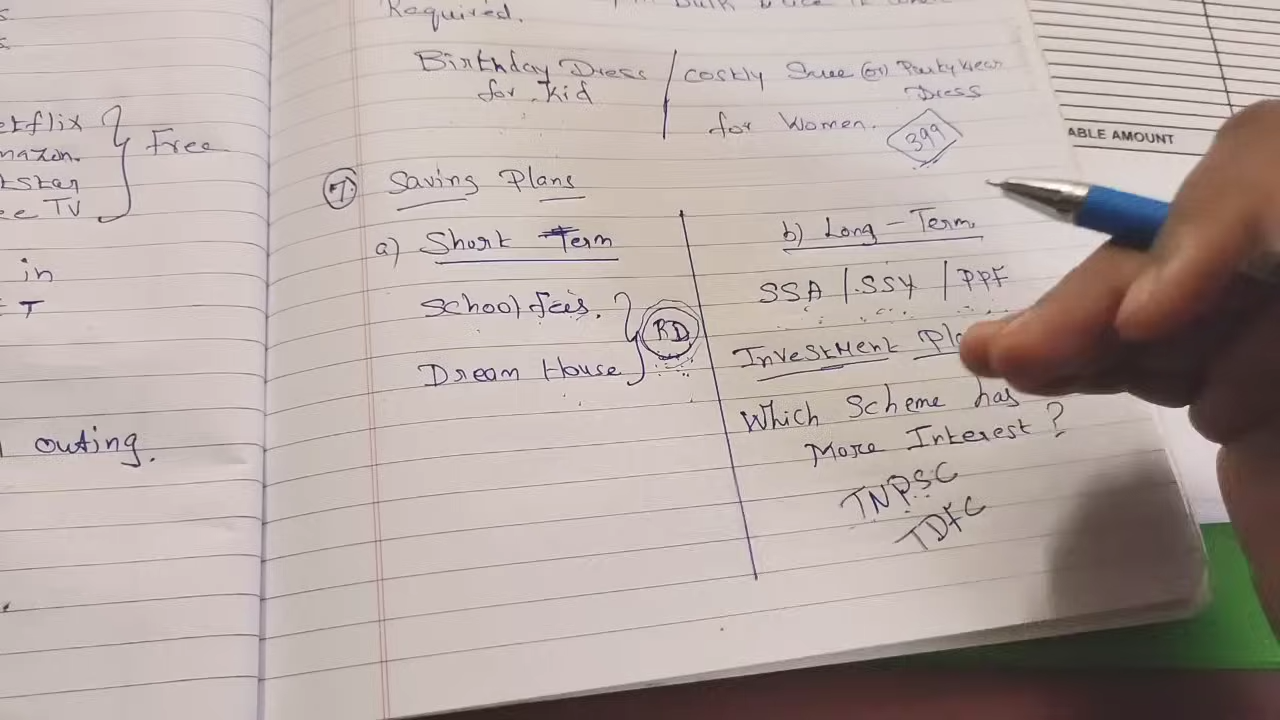 etflix
mazon.
tstar
ee TV
Free
in
T
outing.
Required.
Birthday Dress
for Kid
costly Saree (or) Party Wear
Dress
for Women.
399
7. Saving Plans
a) Short Term
School fees.
Dream House
RD
b) Long - Term
SSA / SSY / PPF
Investment
Which Scheme has
More Interest ?
TNPSC
TDFC
ABLE AMOUNT